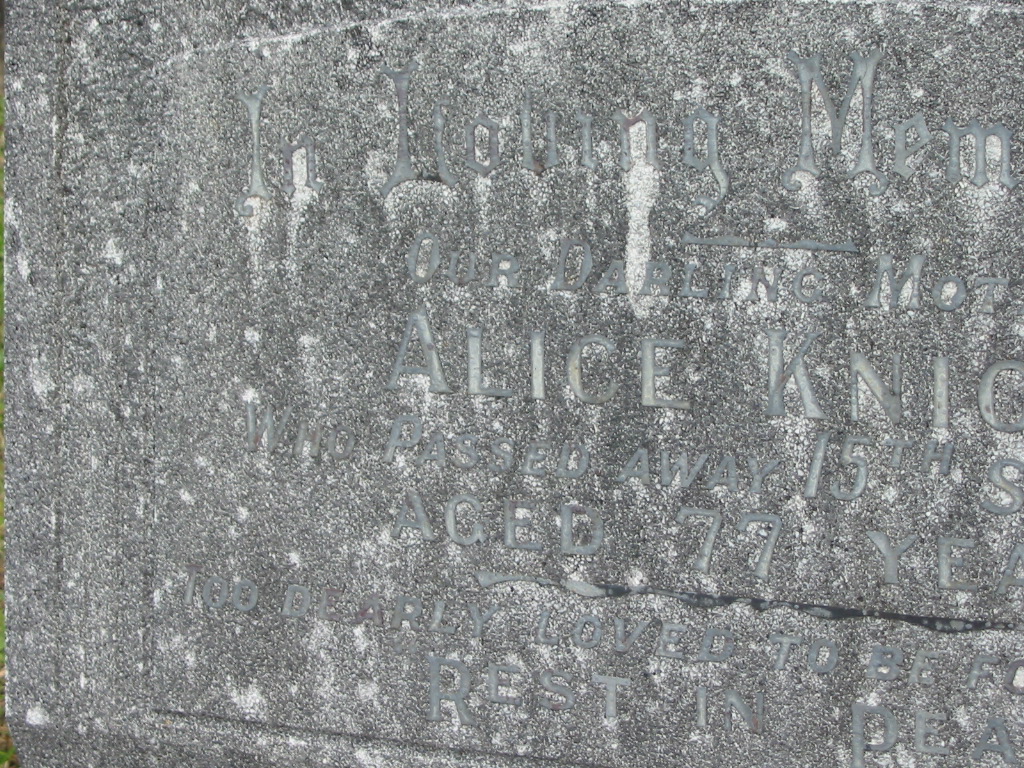 In Loving Mem
OUR DARLING MOT
ALICE KNIG
WHO PASSED AWAY 15TH S
AGED 77 YEA
TOO DEARLY LOVED TO BE FO
REST IN PEA